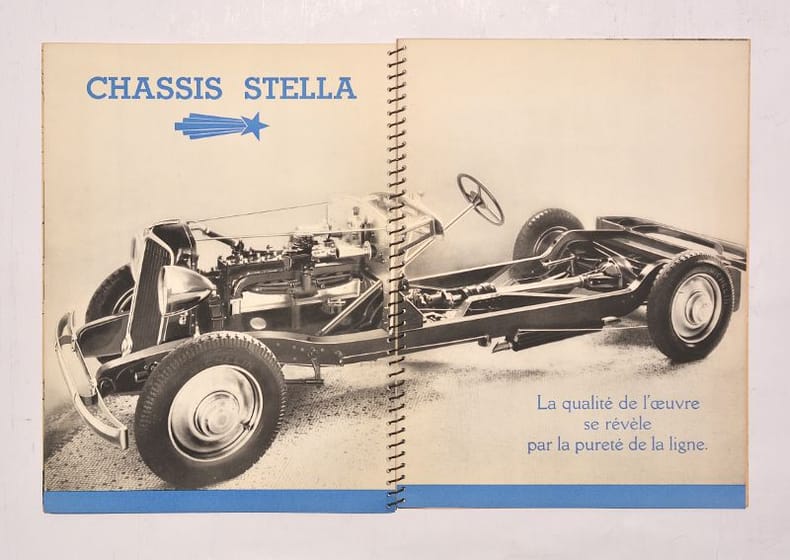 CHASSIS STELLA
La qualité de l'œuvre
se révèle
par la pureté de la ligne.